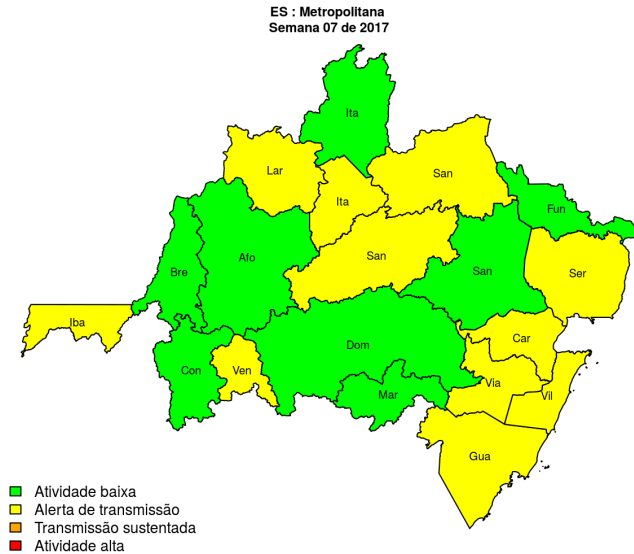 ES : Metropolitana
Semana 07 de 2017
Ita
Lar
San
Ita
Fun
Afo
San
Bre
San
Ser
Iba
Car
Dom
Con
Ven
Via
Mar
Vil
Gua
Atividade baixa
Alerta de transmissão
Transmissão sustentada
Atividade alta